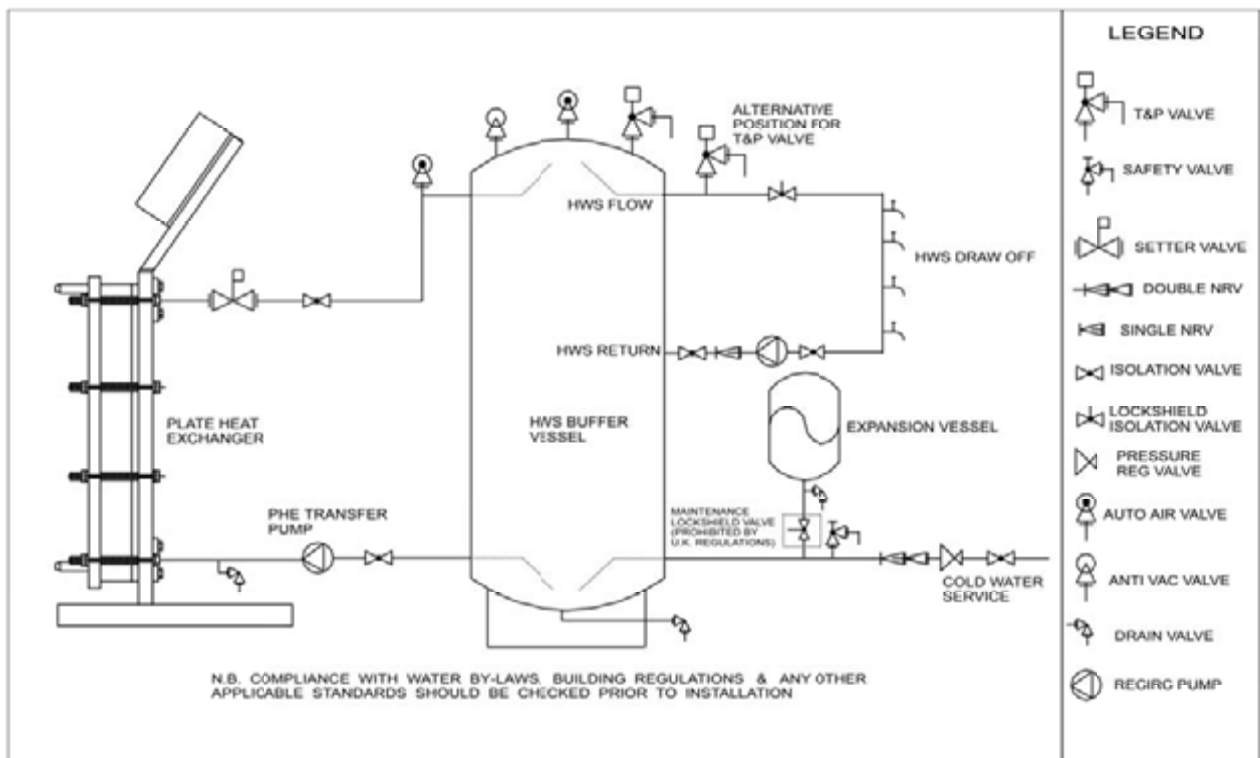 ALTERNATIVE
POSITION FOR
T&P VALVE
HWS FLOW
HWS DRAW OFF
HWS RETURN
PLATE HEAT
EXCHANGER
HWS BUFFER
VESSEL
EXPANSION VESSEL
PHE TRANSFER
PUMP
MAINTENANCE
LOCKSHIELD VALVE
(PROHIBITED BY
U.K. REGULATIONS)
COLD WATER
SERVICE
N.B. COMPLIANCE WITH WATER BY-LAWS, BUILDING REGULATIONS & ANY OTHER
APPLICABLE STANDARDS SHOULD BE CHECKED PRIOR TO INSTALLATION
LEGEND
T&P VALVE
SAFETY VALVE
SETTER VALVE
DOUBLE NRV
SINGLE NRV
ISOLATION VALVE
LOCKSHIELD
ISOLATION VALVE
PRESSURE
REG VALVE
AUTO AIR VALVE
ANTI VAC VALVE
DRAIN VALVE
RECIRC PUMP